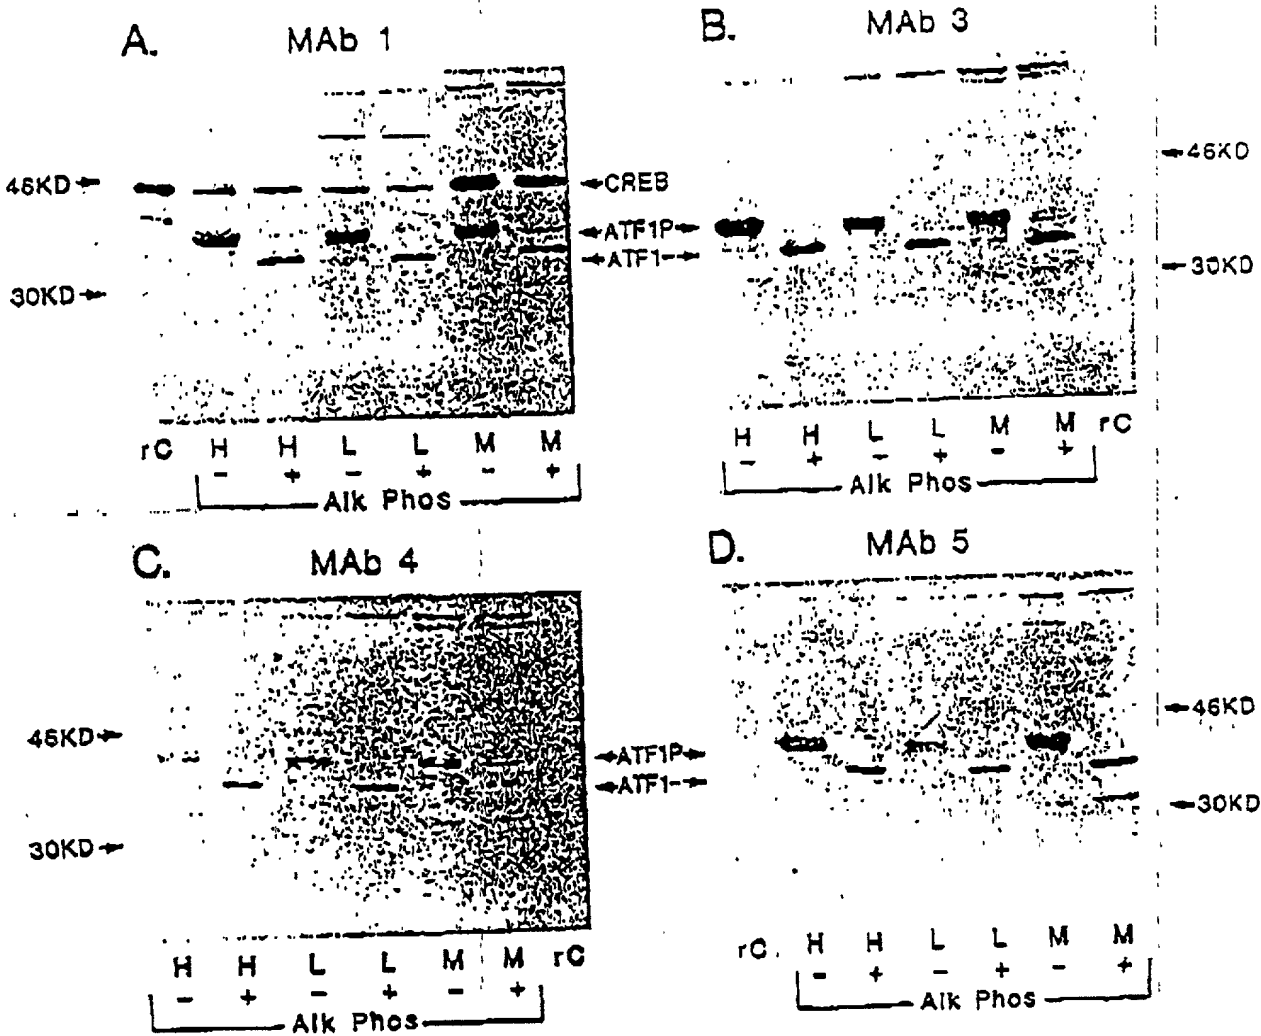 A. MAb 1
B. MAb 3
46KD
30KD
CREB
ATF1P
ATF1
46KD
30KD
rC H H L L M M
- + - + - +
Alk Phos
H H L L M M rC
- + - + - +
Alk Phos
C. MAb 4
D. MAb 5
46KD
30KD
ATF1P
ATF1
46KD
30KD
H H L L M M rC
- + - + - +
Alk Phos
rC. H H L L M M
- + - + - +
Alk Phos